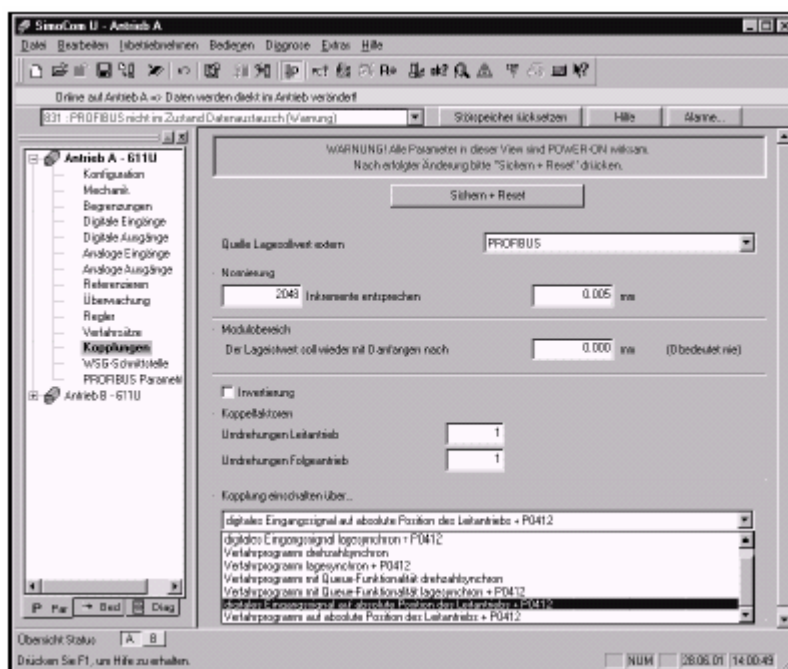 SimoCom U - Antrieb A
Datei Bearbeiten Inbetriebnehmen Bedienen Diagnose Extras Hilfe
Online auf Antrieb A => Daten werden direkt im Antrieb verändert!
831 : PROFIBUS nicht im Zustand Datenaustausch (Warnung)
Störspeicher rücksetzen
Hilfe
Alarme...
Antrieb A - 611U
Konfiguration
Mechanik
Begrenzungen
Digitale Eingänge
Digitale Ausgänge
Analoge Eingänge
Analoge Ausgänge
Referenzieren
Überwachung
Regler
Verfahrsätze
Kopplungen
WSG-Schnittstelle
PROFIBUS Parametri
Antrieb B - 611U
Par Bed Diag
WARNUNG! Alle Parameter in dieser View sind POWER-ON wirksam.
Nach erfolgter Änderung bitte "Sichern + Reset" drücken.
Sichern + Reset
Quelle Lagesollwert extern PROFIBUS
Normierung
2048 Inkremente entsprechen 0.005 mm
Modulobereich
Der Lageistwert soll wieder mit 0 anfangen nach 0.000 mm (0 bedeutet nie)
Invertierung
Koppelfaktoren
Umdrehungen Leitantrieb 1
Umdrehungen Folgeantrieb 1
Kopplung einschalten über...
digitales Eingangssignal auf absolute Position des Leitantriebs + P0412
digitales Eingangssignal lagesynchron + P0412
Verfahrprogramm drehzahlsynchron
Verfahrprogramm lagesynchron + P0412
Verfahrprogramm mit Queue-Funktionalität drehzahlsynchron
Verfahrprogramm mit Queue-Funktionalität lagesynchron + P0412
digitales Eingangssignal auf absolute Position des Leitantriebs + P0412
Verfahrprogramm auf absolute Position des Leitantriebs + P0412
Übersicht Status A B
Drücken Sie F1, um Hilfe zu erhalten.
NUM 28.06.01 14:00:49